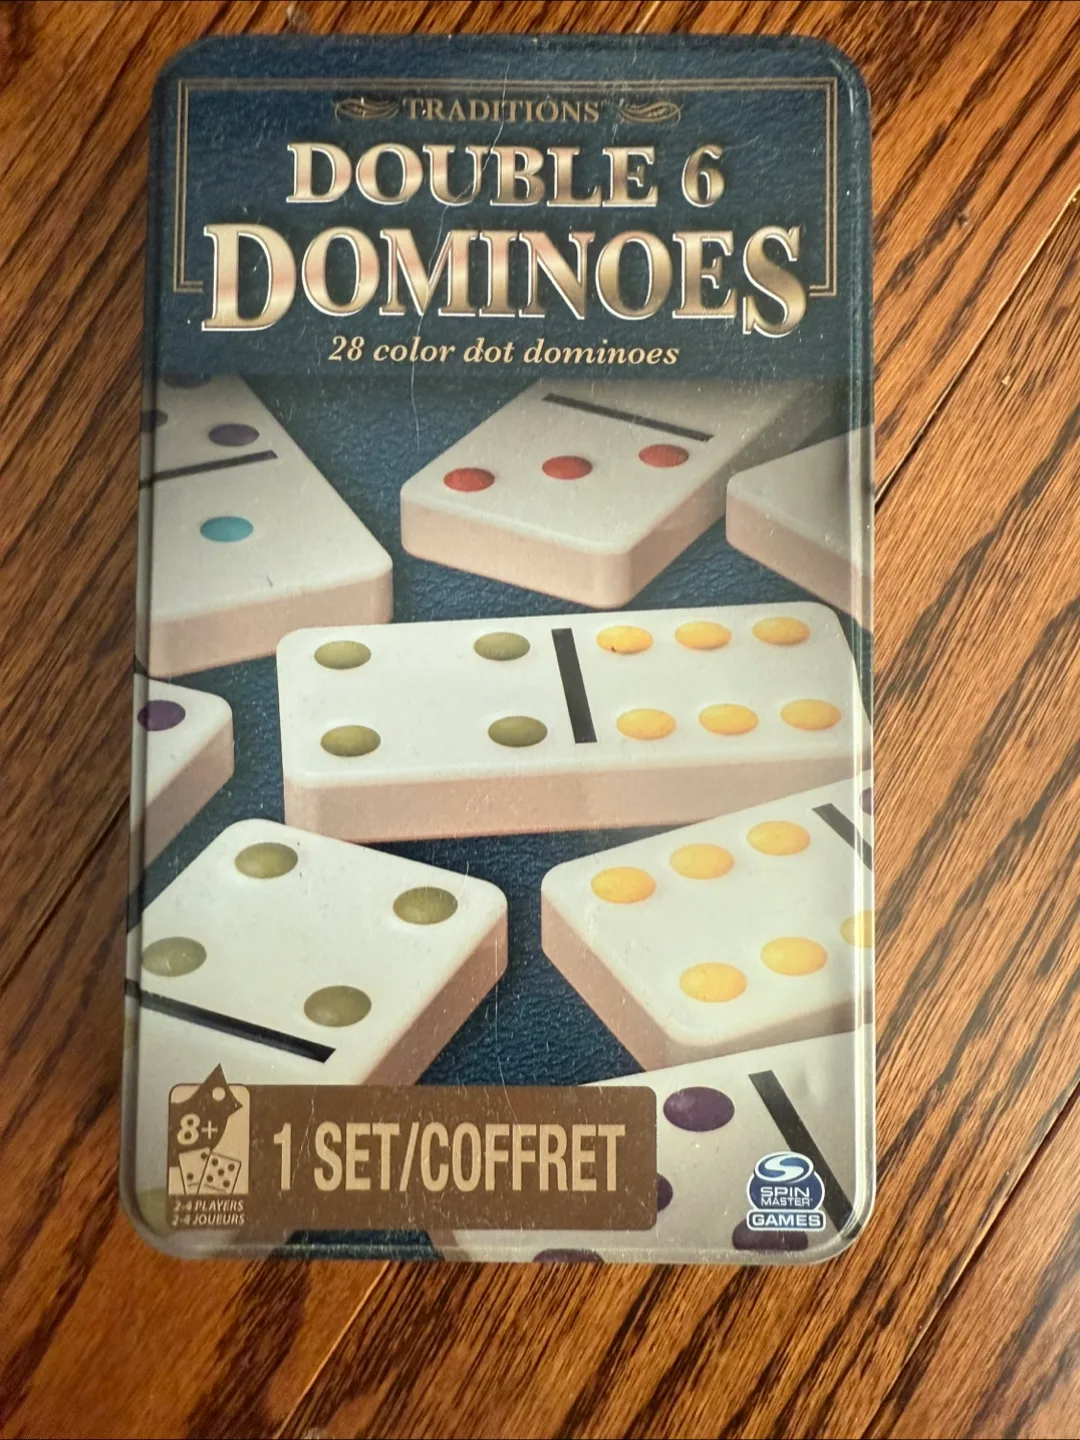 TRADITIONS™
DOUBLE 6
DOMINOES
28 color dot dominoes
8+
1 SET/COFFRET
2-4 PLAYERS
2-4 JOUEURS
SPIN
MASTER
GAMES